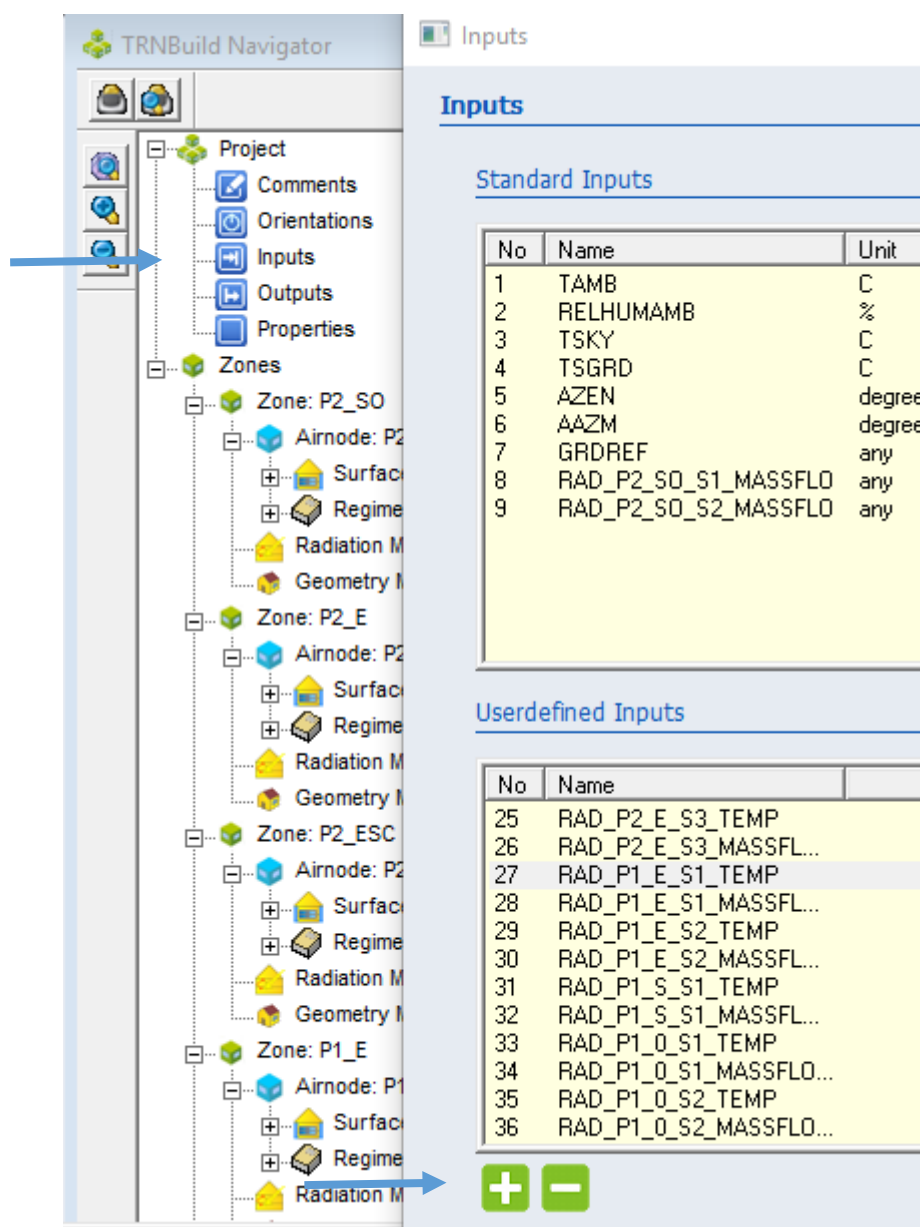 TRNBuild Navigator
Project
Comments
Orientations
Inputs
Outputs
Properties
Zones
Zone: P2_SO
Airnode: P2
Surfac
Regime
Radiation M
Geometry M
Zone: P2_E
Airnode: P2
Surfac
Regime
Radiation M
Geometry M
Zone: P2_ESC
Airnode: P2
Surfac
Regime
Radiation M
Geometry M
Zone: P1_E
Airnode: P1
Surfac
Regime
Radiation M
Inputs
Inputs
Standard Inputs
No Name Unit
1 TAMB C
2 RELHUMAMB %
3 TSKY C
4 TSGRD C
5 AZEN degree
6 AAZM degree
7 GRDREF any
8 RAD_P2_SO_S1_MASSFLO any
9 RAD_P2_SO_S2_MASSFLO any
Userdefined Inputs
No Name
25 RAD_P2_E_S3_TEMP
26 RAD_P2_E_S3_MASSFL...
27 RAD_P1_E_S1_TEMP
28 RAD_P1_E_S1_MASSFL...
29 RAD_P1_E_S2_TEMP
30 RAD_P1_E_S2_MASSFL...
31 RAD_P1_S_S1_TEMP
32 RAD_P1_S_S1_MASSFL...
33 RAD_P1_0_S1_TEMP
34 RAD_P1_0_S1_MASSFLO...
35 RAD_P1_0_S2_TEMP
36 RAD_P1_0_S2_MASSFLO...